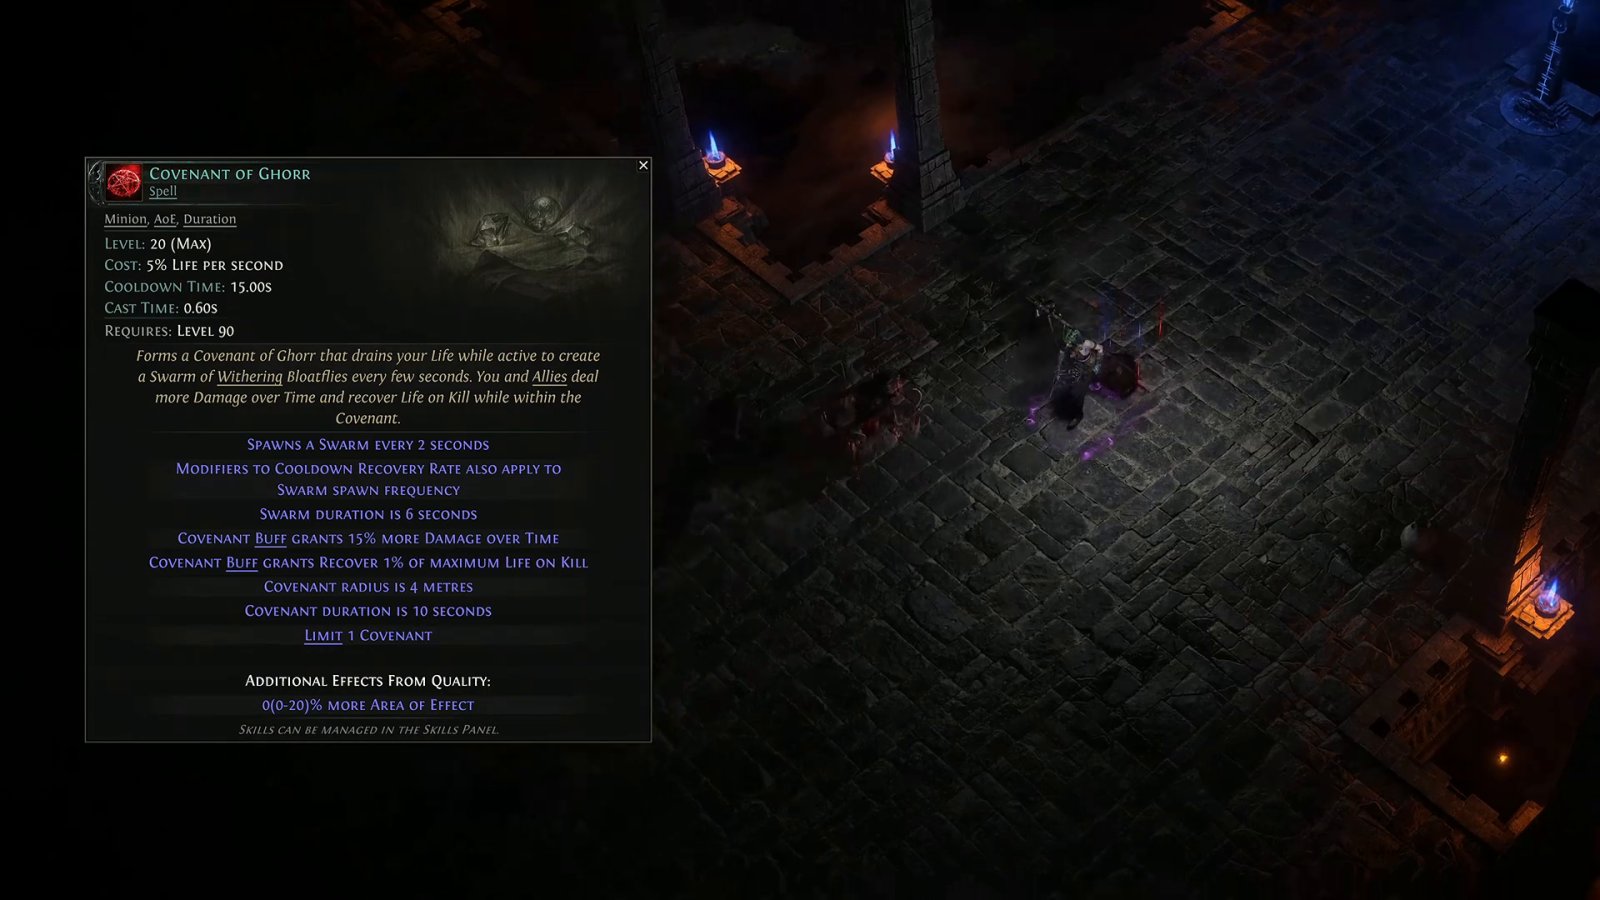 Covenant of Ghorr
Spell
Minion, AoE, Duration
Level: 20 (Max)
Cost: 5% Life per second
Cooldown Time: 15.00s
Cast Time: 0.60s
Requires: Level 90
Forms a Covenant of Ghorr that drains your Life while active to create
a Swarm of Withering Bloatflies every few seconds. You and Allies deal
more Damage over Time and recover Life on Kill while within the
Covenant.
Spawns a Swarm every 2 seconds
Modifiers to Cooldown Recovery Rate also apply to
Swarm spawn frequency
Swarm duration is 6 seconds
Covenant Buff grants 15% more Damage over Time
Covenant Buff grants Recover 1% of maximum Life on Kill
Covenant radius is 4 metres
Covenant duration is 10 seconds
Limit 1 Covenant
Additional Effects From Quality:
0(0-20)% more Area of Effect
Skills can be managed in the Skills Panel.